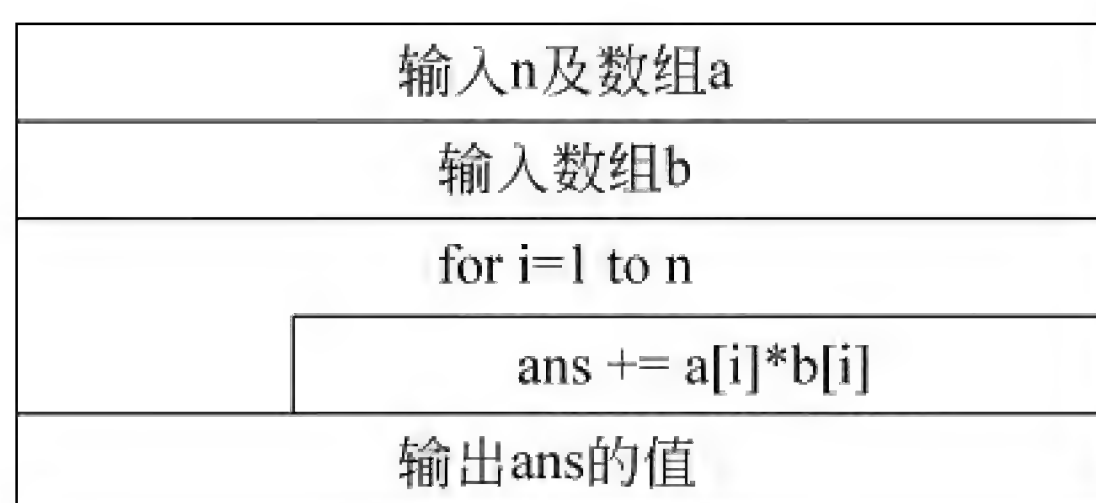 输入n及数组a
输入数组b
for i=1 to n
ans += a[i]*b[i]
输出ans的值